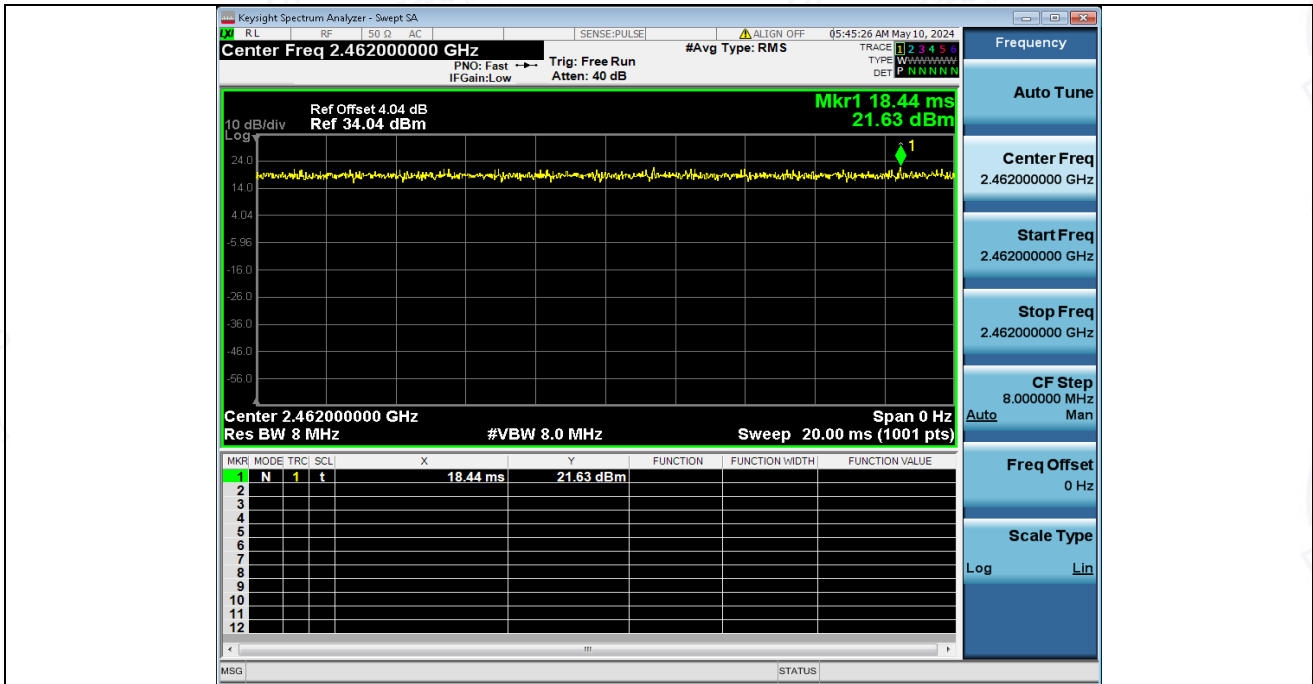 Keysight Spectrum Analyzer - Swept SA
LXI RL RF 50 Ω AC SENSE:PULSE ALIGN OFF 05:45:26 AM May 10, 2024
Center Freq 2.462000000 GHz #Avg Type: RMS TRACE 1 2 3 4 5 6
PNO: Fast Trig: Free Run TYPE WWWWWW
IFGain:Low Atten: 40 dB DET P N N N N N
Mkr1 18.44 ms
21.63 dBm
Ref Offset 4.04 dB
10 dB/div Ref 34.04 dBm
Log
1
24.0
14.0
4.04
-5.96
-16.0
-26.0
-36.0
-46.0
-56.0
Center 2.462000000 GHz Span 0 Hz
Res BW 8 MHz #VBW 8.0 MHz Sweep 20.00 ms (1001 pts)
MKR MODE TRC SCL X Y FUNCTION FUNCTION WIDTH FUNCTION VALUE
1 N 1 t 18.44 ms 21.63 dBm
2
3
4
5
6
7
8
9
10
11
12
MSG STATUS
Frequency
Auto Tune
Center Freq
2.462000000 GHz
Start Freq
2.462000000 GHz
Stop Freq
2.462000000 GHz
CF Step
8.000000 MHz
Auto Man
Freq Offset
0 Hz
Scale Type
Log Lin